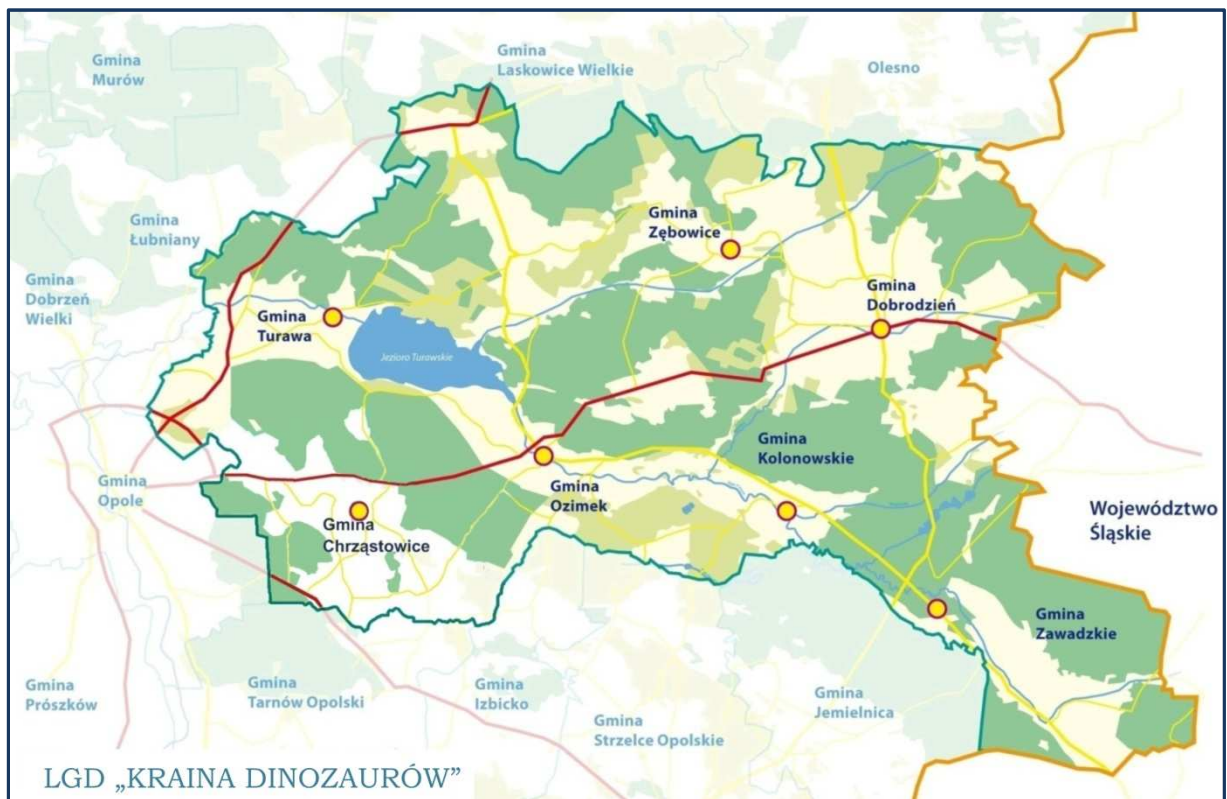 Gmina
Murów
Gmina
Laskowice Wielkie
Olesno
Gmina
Łubniany
Gmina
Zębowice
Gmina
Dobrzeń
Wielki
Gmina
Dobrodzień
Gmina
Turawa
Jezioro Turawskie
Gmina
Kolonowskie
Gmina
Opole
Gmina
Ozimek
Gmina
Chrząstowice
Województwo
Śląskie
Gmina
Zawadzkie
Gmina
Prószków
Gmina
Tarnów Opolski
Gmina
Izbicko
Gmina
Jemielnica
Gmina
Strzelce Opolskie
LGD „KRAINA DINOZAURÓW”